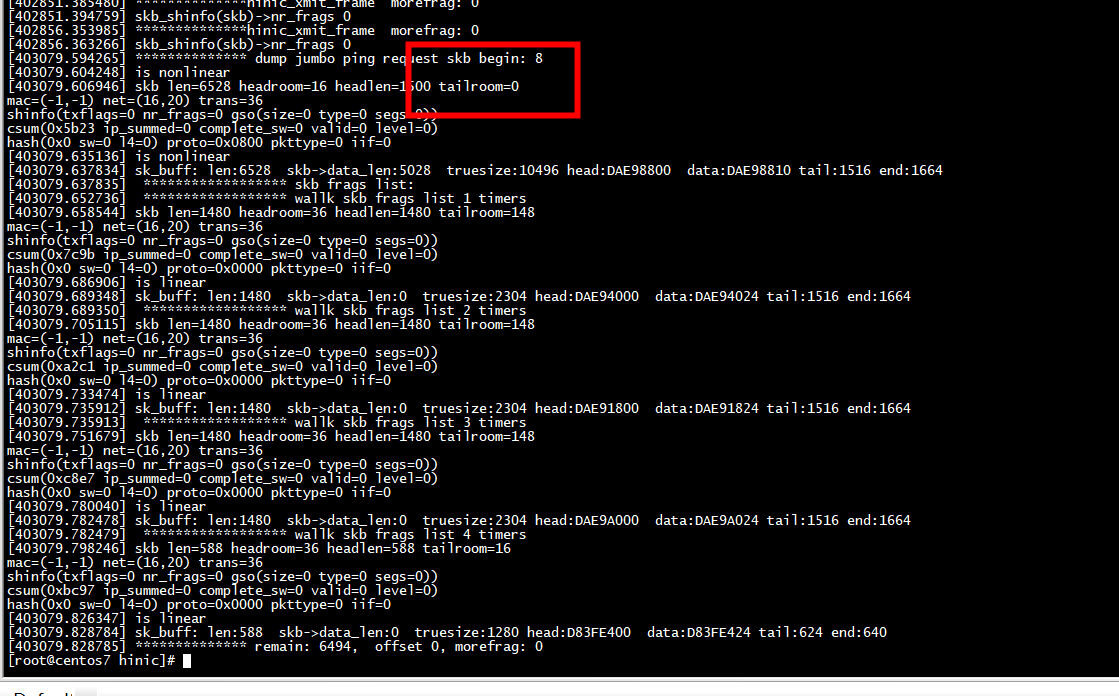 [402851.385480] **************hinic_xmit_frame  morefrag: 0
[402851.394759] skb_shinfo(skb)->nr_frags 0
[402856.353985] **************hinic_xmit_frame  morefrag: 0
[402856.363266] skb_shinfo(skb)->nr_frags 0
[403079.594265] ************** dump jumbo ping request skb begin: 8
[403079.604248] is nonlinear
[403079.606946] skb len=6528 headroom=16 headlen=1500 tailroom=0
mac=(-1,-1) net=(16,20) trans=36
shinfo(txflags=0 nr_frags=0 gso(size=0 type=0 segs=0))
csum(0x5b23 ip_summed=0 complete_sw=0 valid=0 level=0)
hash(0x0 sw=0 l4=0) proto=0x0800 pkttype=0 iif=0
[403079.635136] is nonlinear
[403079.637834] sk_buff: len:6528  skb->data_len:5028  truesize:10496 head:DAE98800  data:DAE98810 tail:1516 end:1664
[403079.637835]  ****************** skb frags list:
[403079.652736]  ****************** wallk skb frags list 1 timers
[403079.658544] skb len=1480 headroom=36 headlen=1480 tailroom=148
mac=(-1,-1) net=(16,20) trans=36
shinfo(txflags=0 nr_frags=0 gso(size=0 type=0 segs=0))
csum(0x7c9b ip_summed=0 complete_sw=0 valid=0 level=0)
hash(0x0 sw=0 l4=0) proto=0x0000 pkttype=0 iif=0
[403079.686906] is linear
[403079.689348] sk_buff: len:1480  skb->data_len:0  truesize:2304 head:DAE94000  data:DAE94024 tail:1516 end:1664
[403079.689350]  ****************** wallk skb frags list 2 timers
[403079.705115] skb len=1480 headroom=36 headlen=1480 tailroom=148
mac=(-1,-1) net=(16,20) trans=36
shinfo(txflags=0 nr_frags=0 gso(size=0 type=0 segs=0))
csum(0xa2c1 ip_summed=0 complete_sw=0 valid=0 level=0)
hash(0x0 sw=0 l4=0) proto=0x0000 pkttype=0 iif=0
[403079.733474] is linear
[403079.735912] sk_buff: len:1480  skb->data_len:0  truesize:2304 head:DAE91800  data:DAE91824 tail:1516 end:1664
[403079.735913]  ****************** wallk skb frags list 3 timers
[403079.751679] skb len=1480 headroom=36 headlen=1480 tailroom=148
mac=(-1,-1) net=(16,20) trans=36
shinfo(txflags=0 nr_frags=0 gso(size=0 type=0 segs=0))
csum(0xc8e7 ip_summed=0 complete_sw=0 valid=0 level=0)
hash(0x0 sw=0 l4=0) proto=0x0000 pkttype=0 iif=0
[403079.780040] is linear
[403079.782478] sk_buff: len:1480  skb->data_len:0  truesize:2304 head:DAE9A000  data:DAE9A024 tail:1516 end:1664
[403079.782479]  ****************** wallk skb frags list 4 timers
[403079.798246] skb len=588 headroom=36 headlen=588 tailroom=16
mac=(-1,-1) net=(16,20) trans=36
shinfo(txflags=0 nr_frags=0 gso(size=0 type=0 segs=0))
csum(0xbc97 ip_summed=0 complete_sw=0 valid=0 level=0)
hash(0x0 sw=0 l4=0) proto=0x0000 pkttype=0 iif=0
[403079.826347] is linear
[403079.828784] sk_buff: len:588  skb->data_len:0  truesize:1280 head:D83FE400  data:D83FE424 tail:624 end:640
[403079.828785] ************** remain: 6494,  offset 0, morefrag: 0
[root@centos7 hinic]#